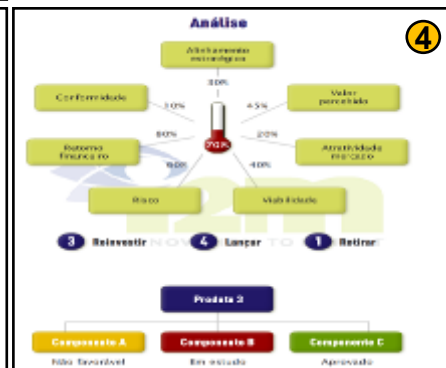 4
Análise
Alinhamento
estratégico
30%
Conformidade
10%
45%
Valor
percebido
Retorno
financeiro
80%
70%
20%
Atratividade
mercado
60%
40%
Risco
Viabilidade
3 Reinvestir
4 Lançar
1 Retirar
Produto 2
Componente A
Componente B
Componente C
Não favorável
Em estudo
Aprovado